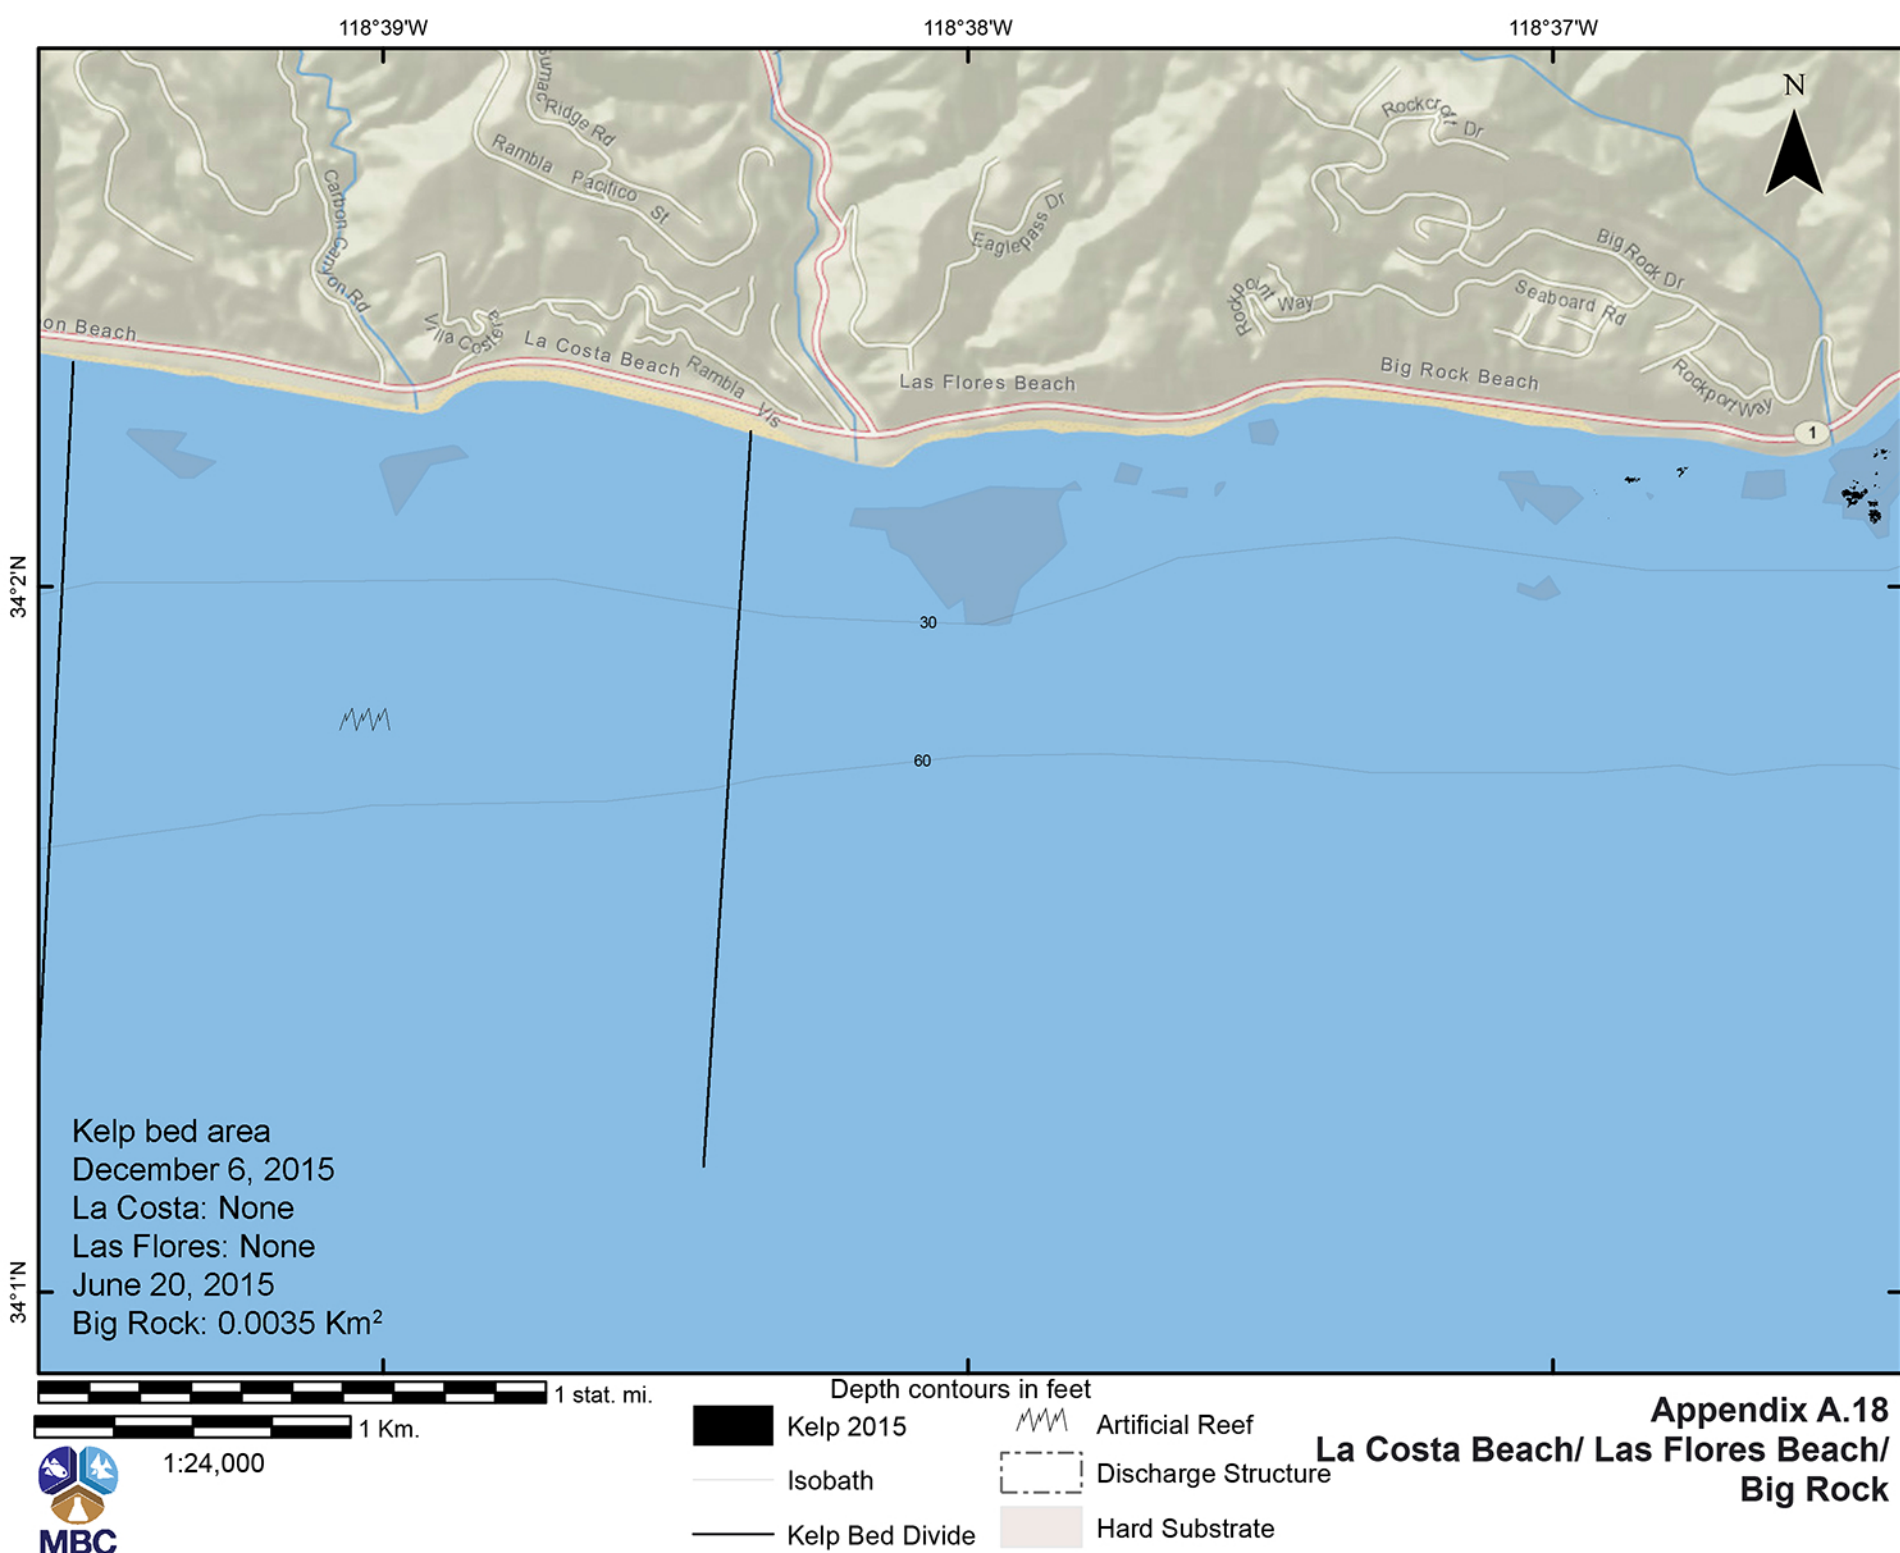 118°39'W
118°38'W
118°37'W
N
Sumac
Ridge Rd
Rambla Pacifico St
Carbon Canyon Rd
Eaglepass Dr
Rockcroft Dr
Big Rock Dr
Seaboard Rd
Rockpoint Way
Rockport Way
on Beach
Villa Costera
La Costa Beach
Rambla Vis
Las Flores Beach
Big Rock Beach
1
34°2'N
30
60
34°1'N
Kelp bed area
December 6, 2015
La Costa: None
Las Flores: None
June 20, 2015
Big Rock: 0.0035 Km²
1 stat. mi.
1 Km.
1:24,000
MBC
Depth contours in feet
Kelp 2015
Isobath
Kelp Bed Divide
Artificial Reef
Discharge Structure
Hard Substrate
Appendix A.18
La Costa Beach/ Las Flores Beach/
Big Rock